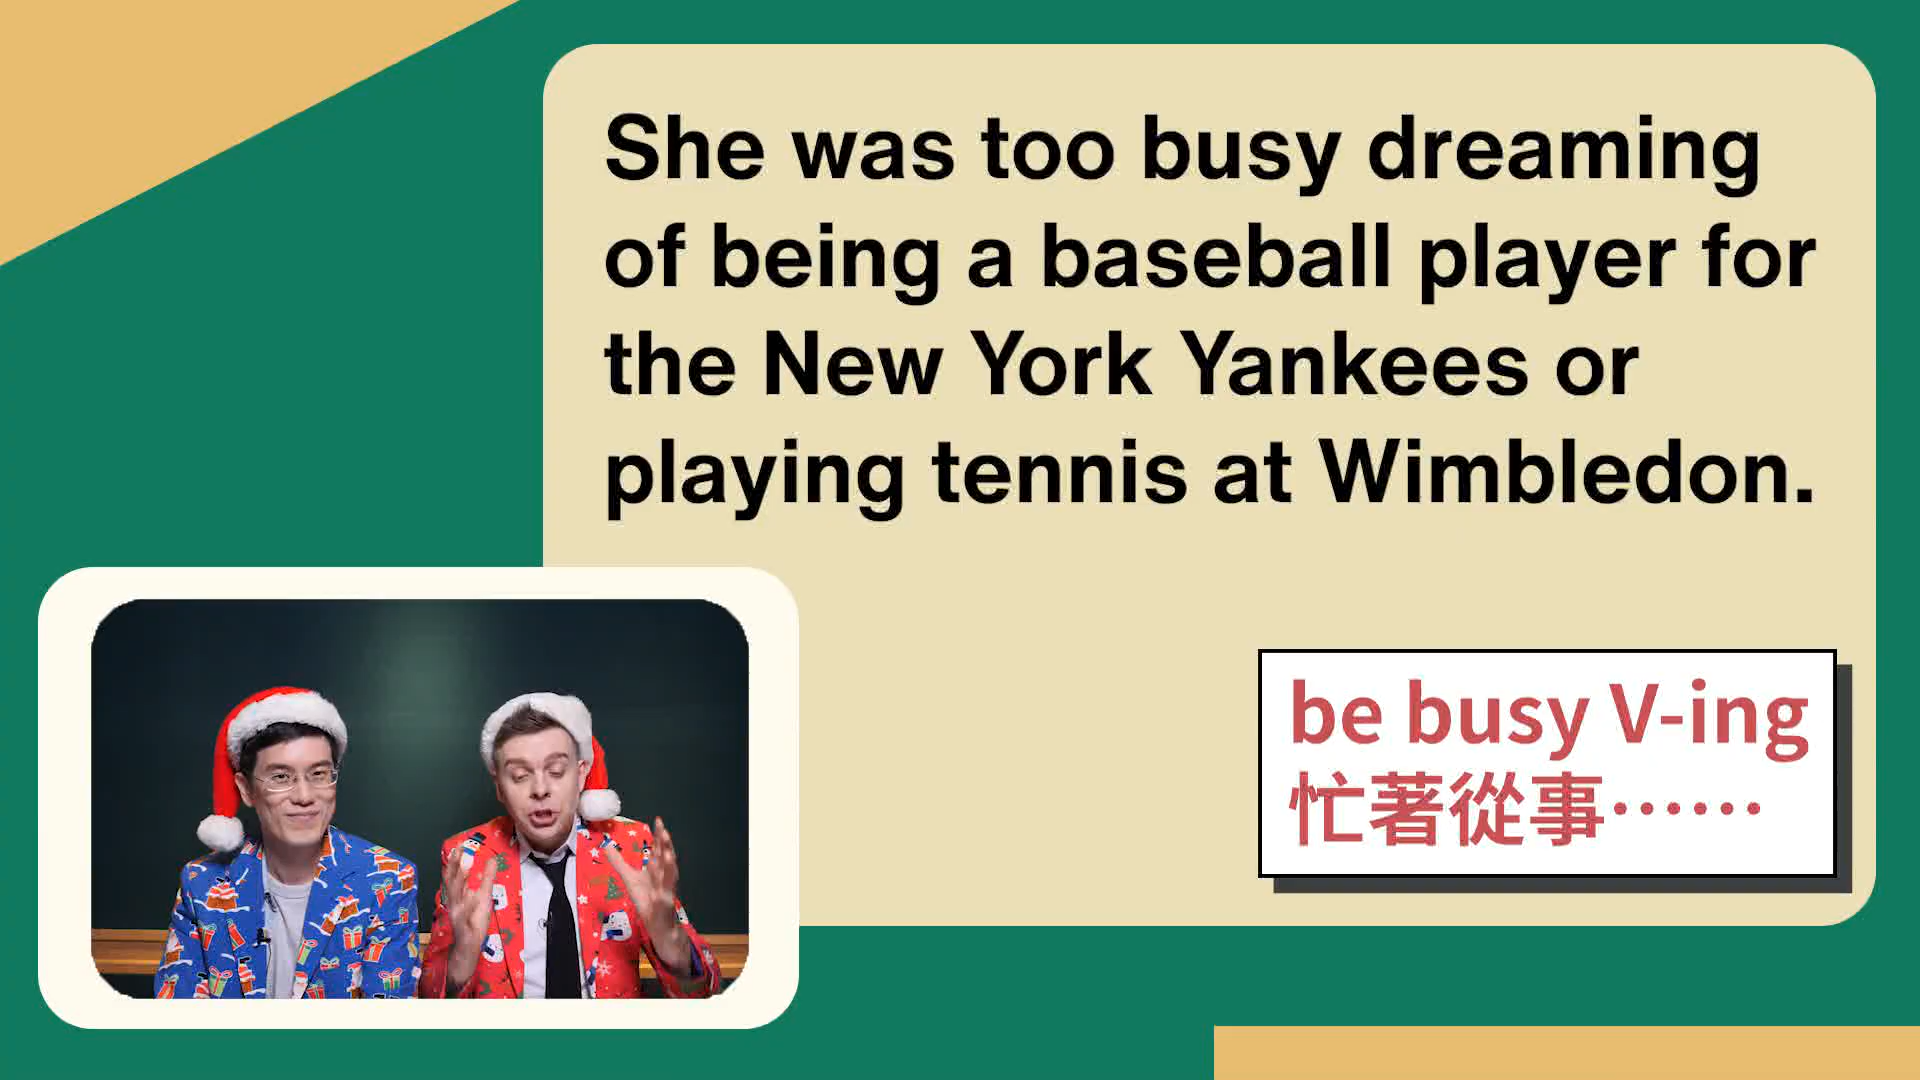 She was too busy dreaming
of being a baseball player for
the New York Yankees or
playing tennis at Wimbledon.
be busy V-ing
忙著從事……